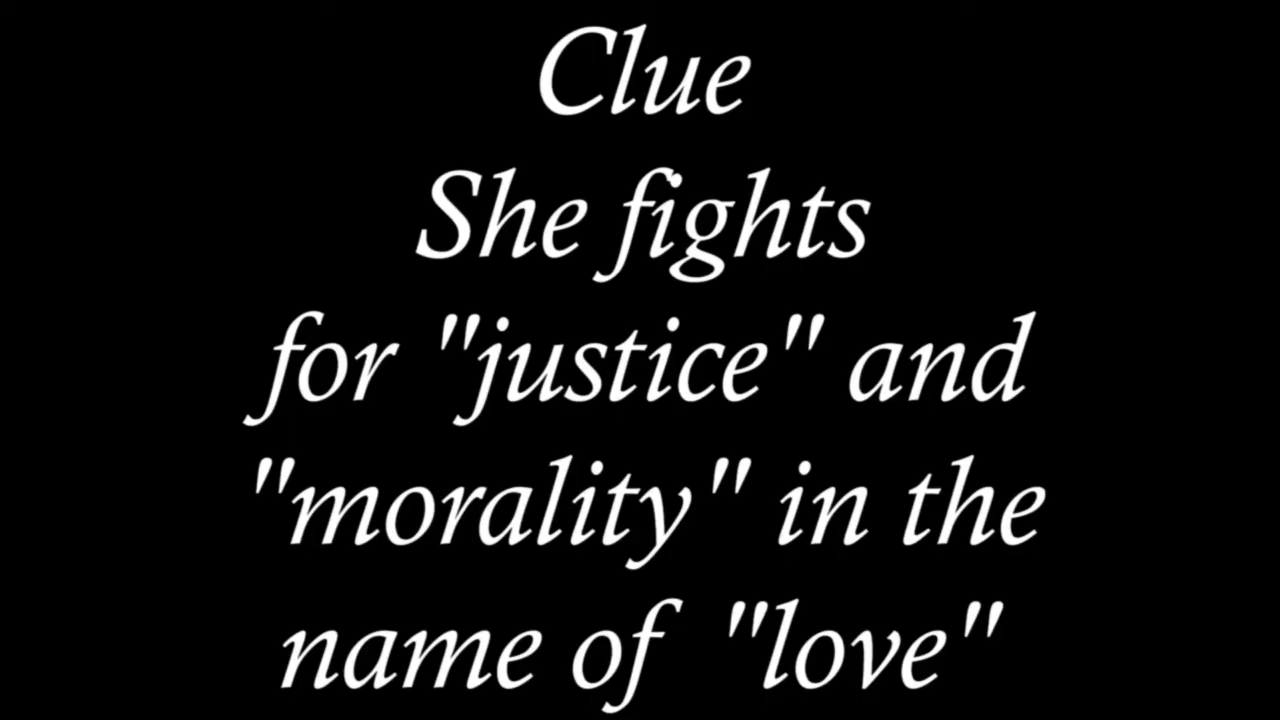 Clue
She fights
for "justice" and
"morality" in the
name of "love"